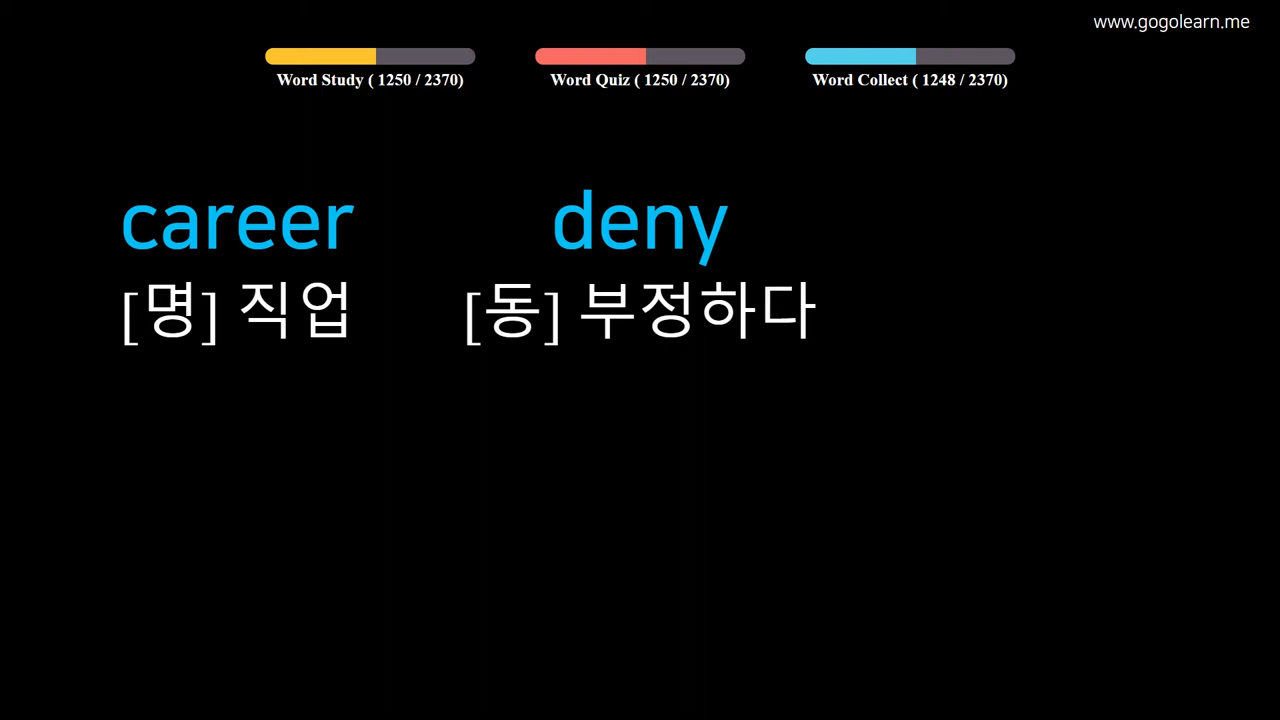 www.gogolearn.me
Word Study ( 1250 / 2370) Word Quiz ( 1250 / 2370) Word Collect ( 1248 / 2370)
career deny
[명] 직업 [동] 부정하다